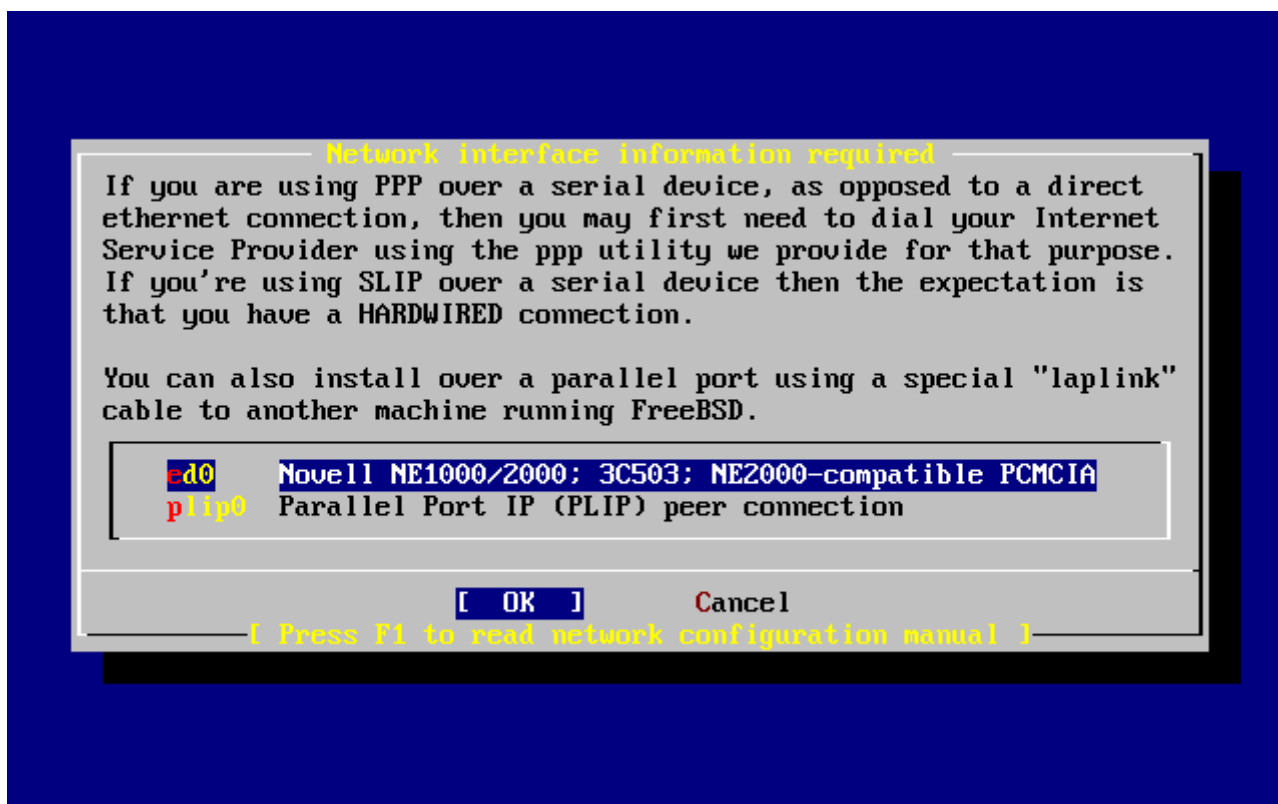 Network interface information required
If you are using PPP over a serial device, as opposed to a direct
ethernet connection, then you may first need to dial your Internet
Service Provider using the ppp utility we provide for that purpose.
If you're using SLIP over a serial device then the expectation is
that you have a HARDWIRED connection.
You can also install over a parallel port using a special "laplink"
cable to another machine running FreeBSD.
ed0 Novell NE1000/2000; 3C503; NE2000-compatible PCMCIA
plip0 Parallel Port IP (PLIP) peer connection
[ OK ] Cancel
[ Press F1 to read network configuration manual ]